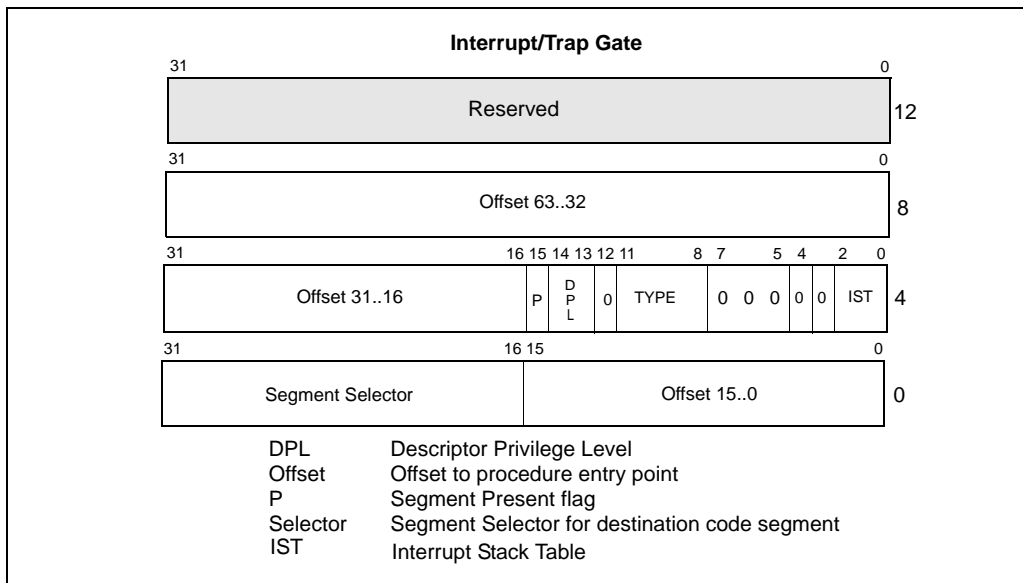 Interrupt/Trap Gate
31 0
Reserved 12
31 0
Offset 63..32 8
31 16 15 14 13 12 11 8 7 5 4 2 0
Offset 31..16 P DPL 0 TYPE 0 0 0 0 0 IST 4
31 16 15 0
Segment Selector Offset 15..0 0
DPL Descriptor Privilege Level
Offset Offset to procedure entry point
P Segment Present flag
Selector Segment Selector for destination code segment
IST Interrupt Stack Table